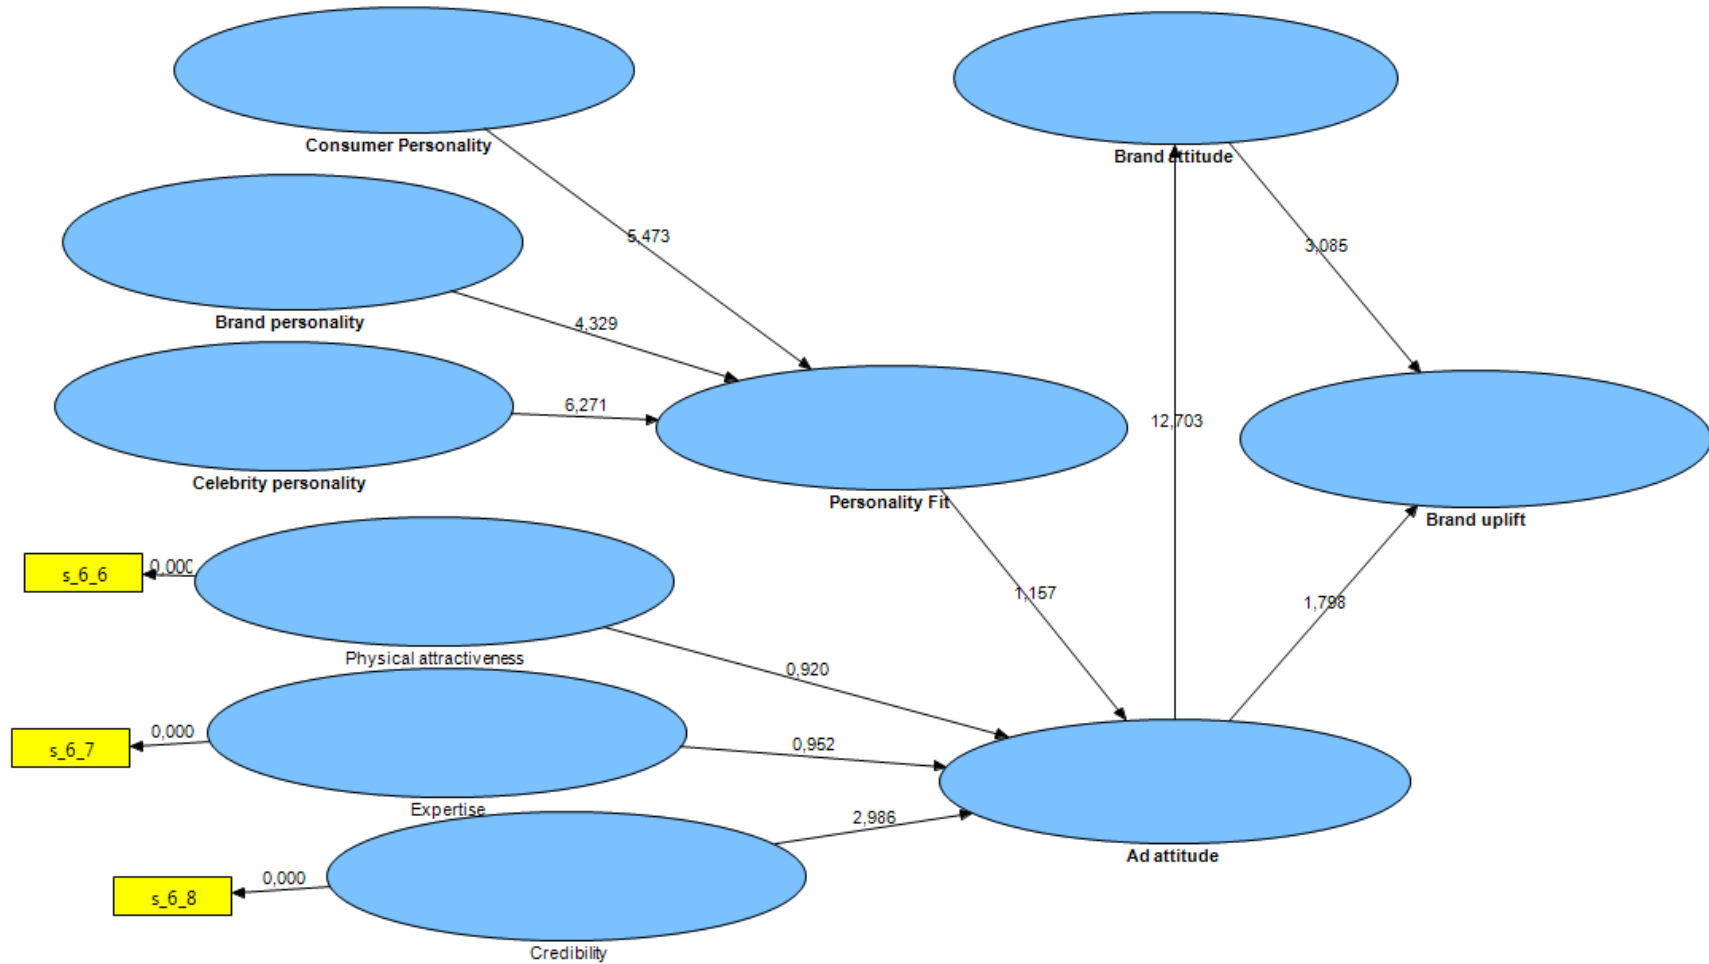 Consumer Personality
Brand attitude
5,473
3,085
Brand personality
4,329
6,271
12,703
Celebrity personality
Personality Fit
Brand uplift
s_6_6
0,000
1,157
1,798
Physical attractiveness
0,920
s_6_7
0,000
0,952
Expertise
2,986
Ad attitude
s_6_8
0,000
Credibility